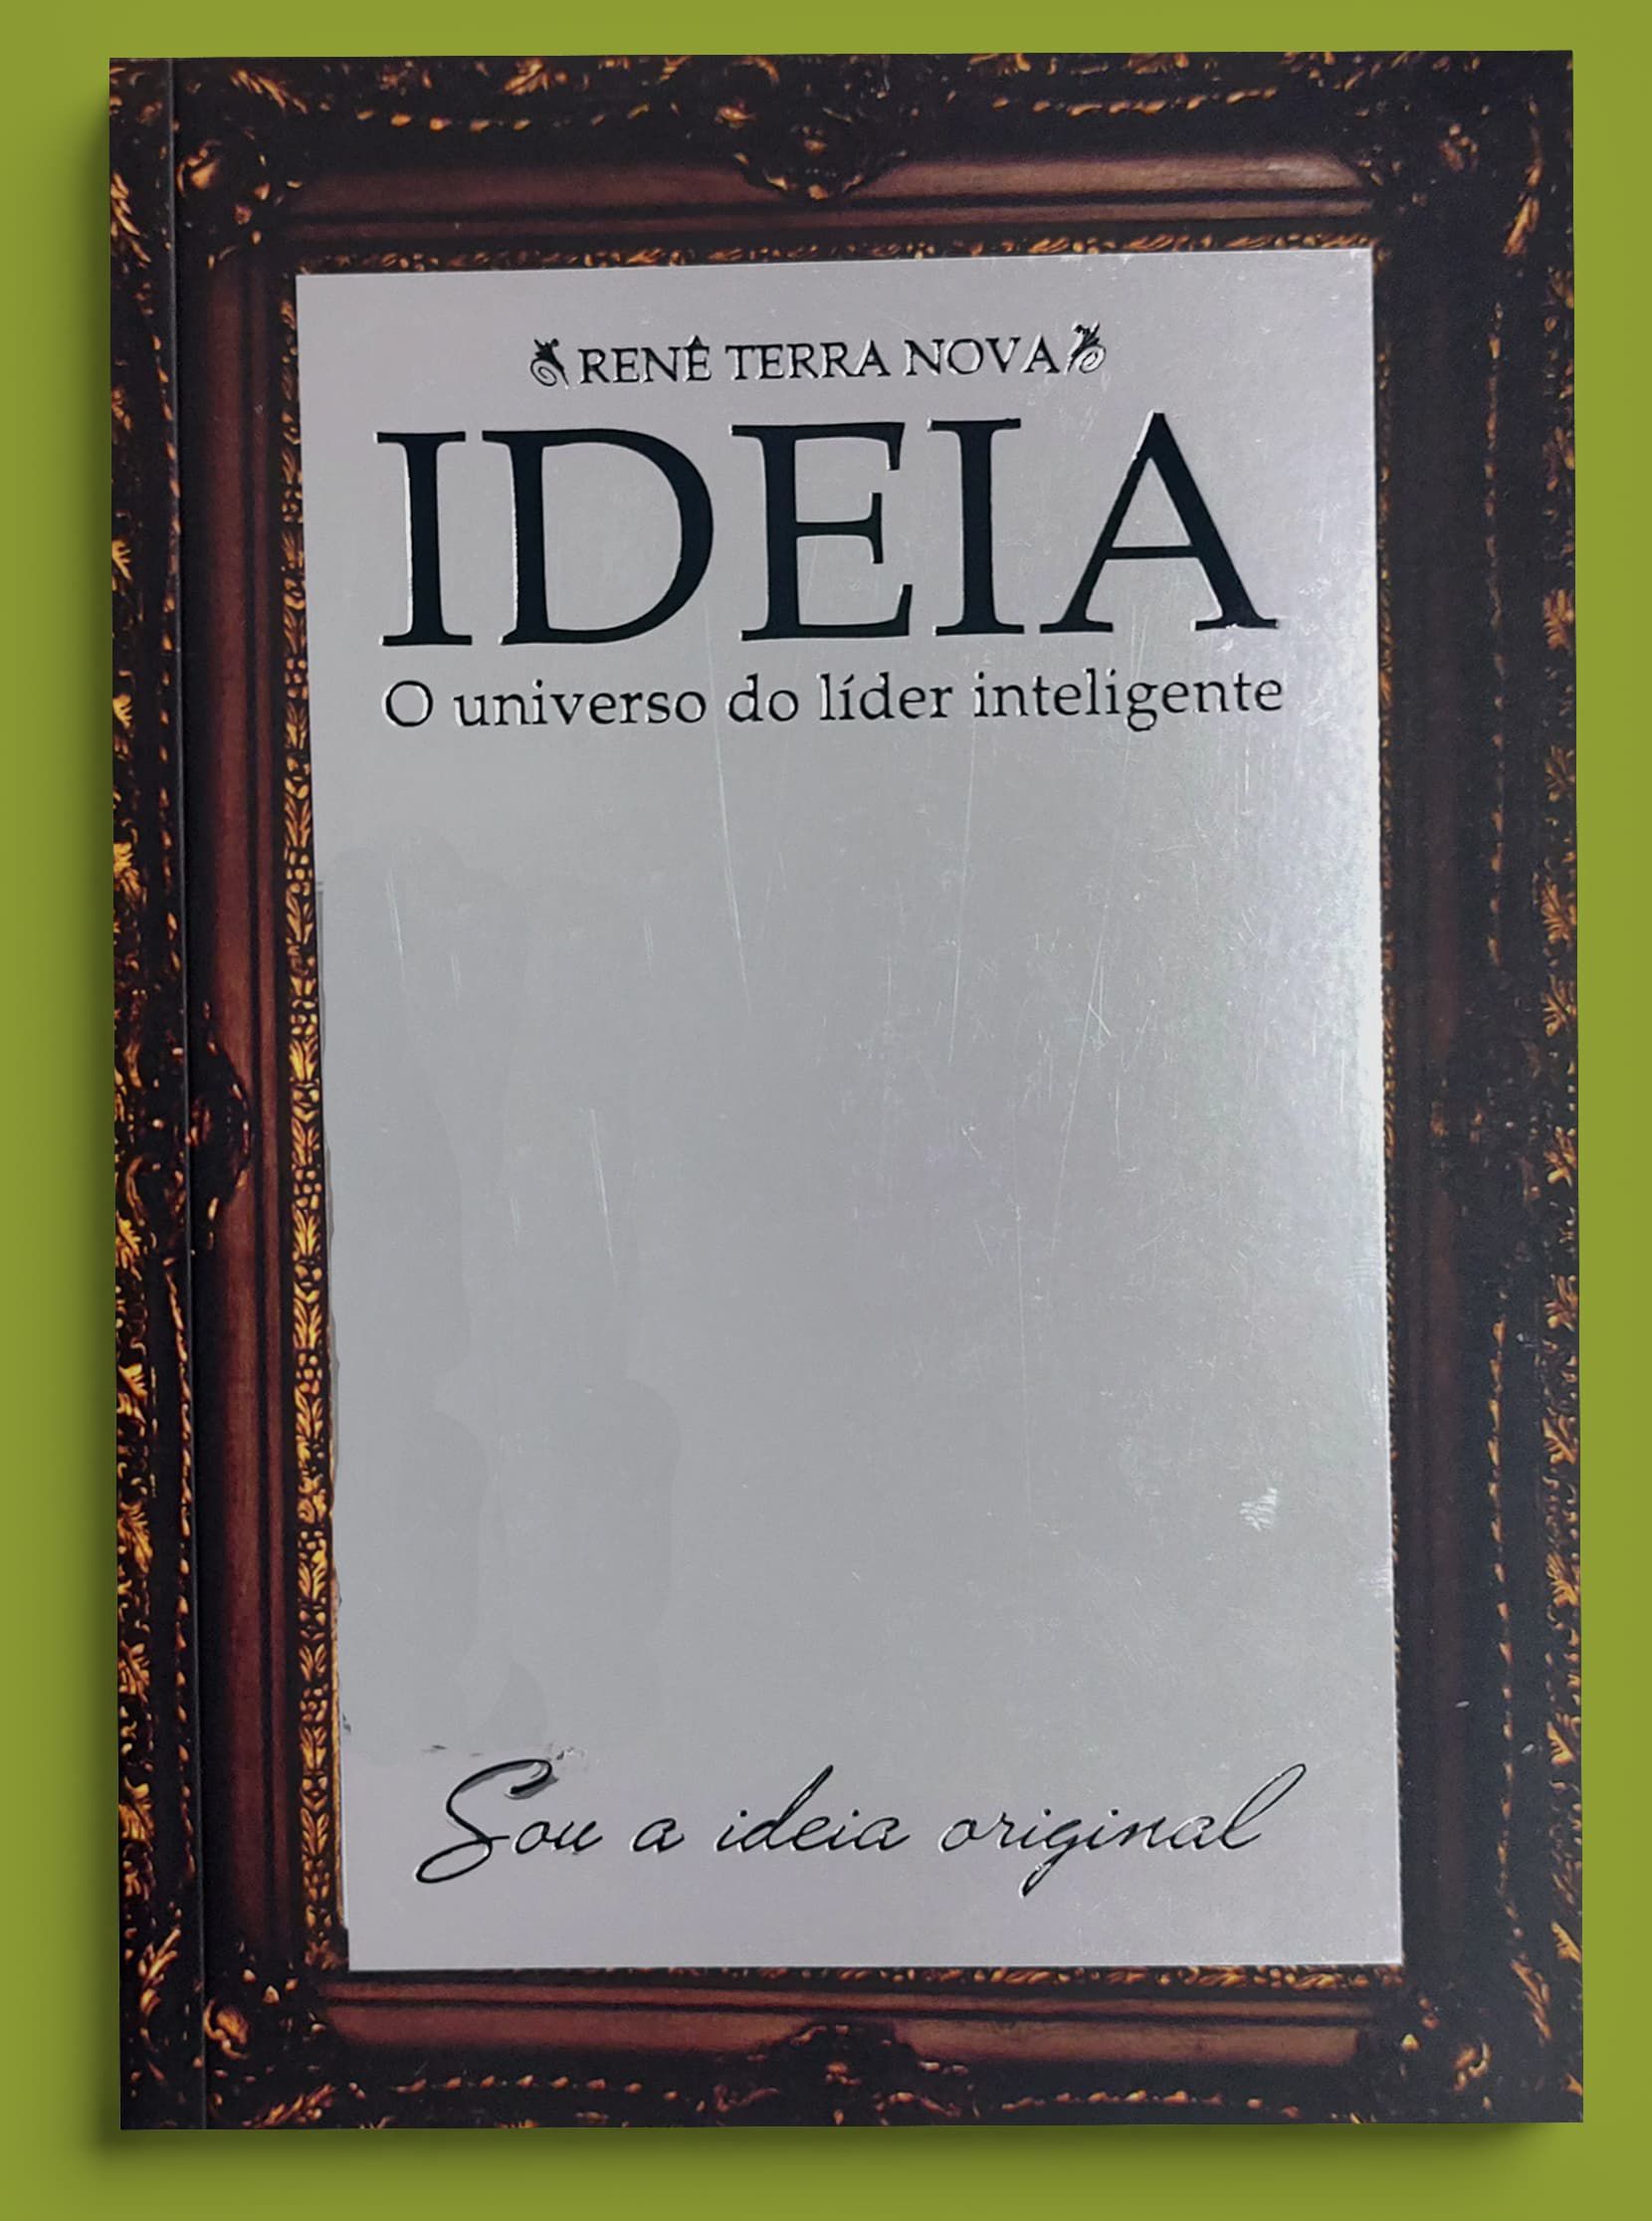 RENÊ TERRA NOVA
IDEIA
O universo do líder inteligente
Sou a ideia original